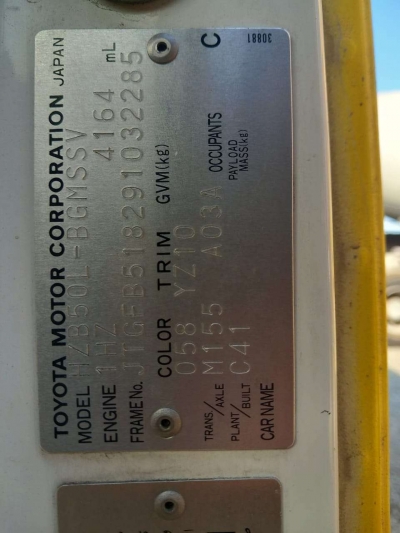 TOYOTA MOTOR CORPORATION JAPAN
MODEL HZB50L-BGMSSV
ENGINE 1HZ 4164 mL
FRAME No. JTGFB518291032285
COLOR TRIM GVM(kg)
058 YZ10
TRANS./AXLE M155 A03A OCCUPANTS
PLANT/BUILT C41 PAYLOAD MASS(kg)
CAR NAME
C
30881